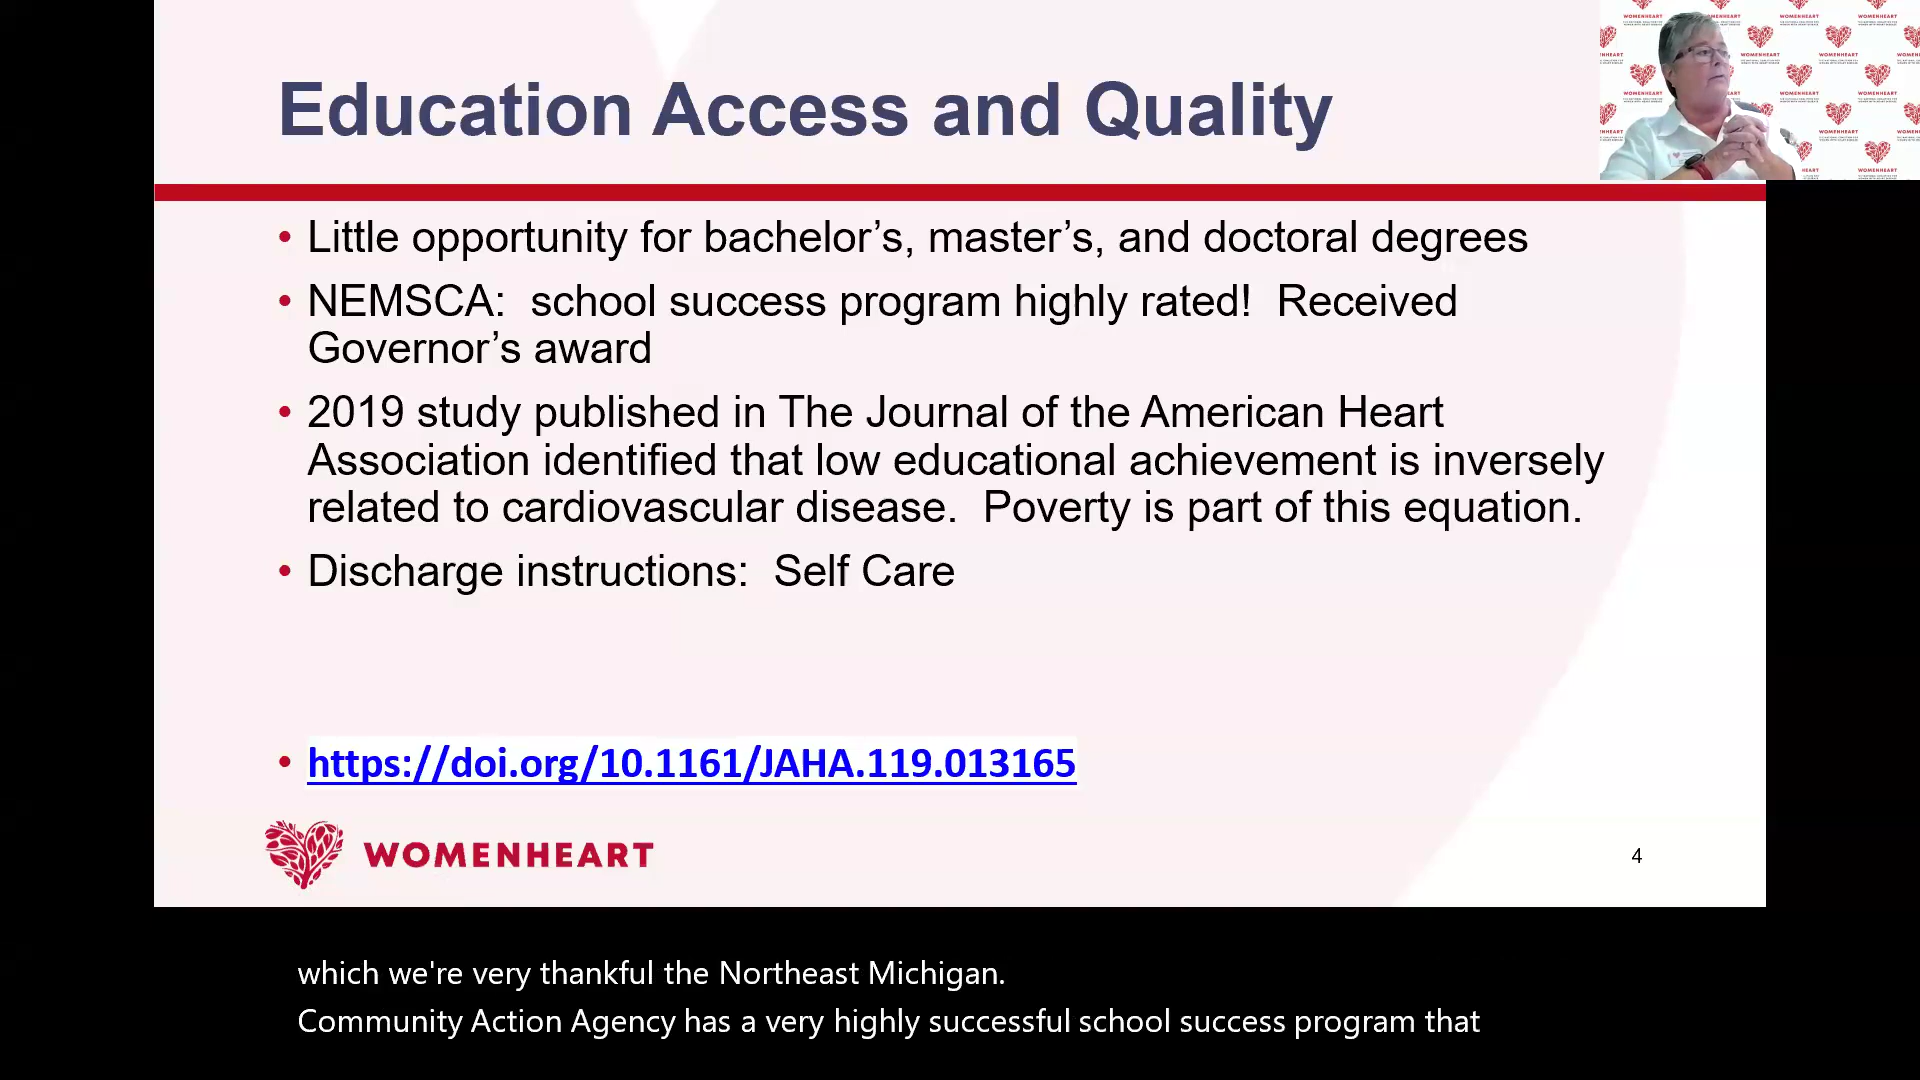 Education Access and Quality
• Little opportunity for bachelor’s, master’s, and doctoral degrees
• NEMSCA:  school success program highly rated!  Received
Governor’s award
• 2019 study published in The Journal of the American Heart
Association identified that low educational achievement is inversely
related to cardiovascular disease.  Poverty is part of this equation.
• Discharge instructions:  Self Care
• https://doi.org/10.1161/JAHA.119.013165
WOMENHEART
4
which we're very thankful the Northeast Michigan.
Community Action Agency has a very highly successful school success program that